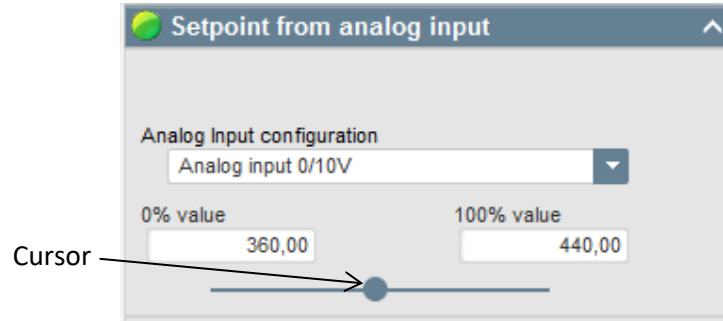 Setpoint from analog input
Analog Input configuration
Analog input 0/10V
0% value 100% value
360,00 440,00
Cursor